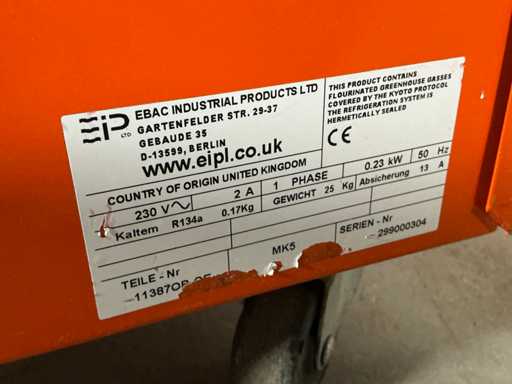 EIP LTD
EBAC INDUSTRIAL PRODUCTS LTD
GARTENFELDER STR. 29-37
GEBAUDE 35
D-13599, BERLIN
www.eipl.co.uk
THIS PRODUCT CONTAINS
FLOURINATED GREENHOUSE GASSES
COVERED BY THE KYOTO PROTOCOL
THE REFRIGERATION SYSTEM IS
HERMETICALLY SEALED
CE
COUNTRY OF ORIGIN UNITED KINGDOM
230 V~ 2 A 1 PHASE 0.23 kW 50 Hz
Kaltem R134a 0.17Kg GEWICHT 25 Kg Absicherung 13 A
MK5
TEILE - Nr
SERIEN - Nr
299000304